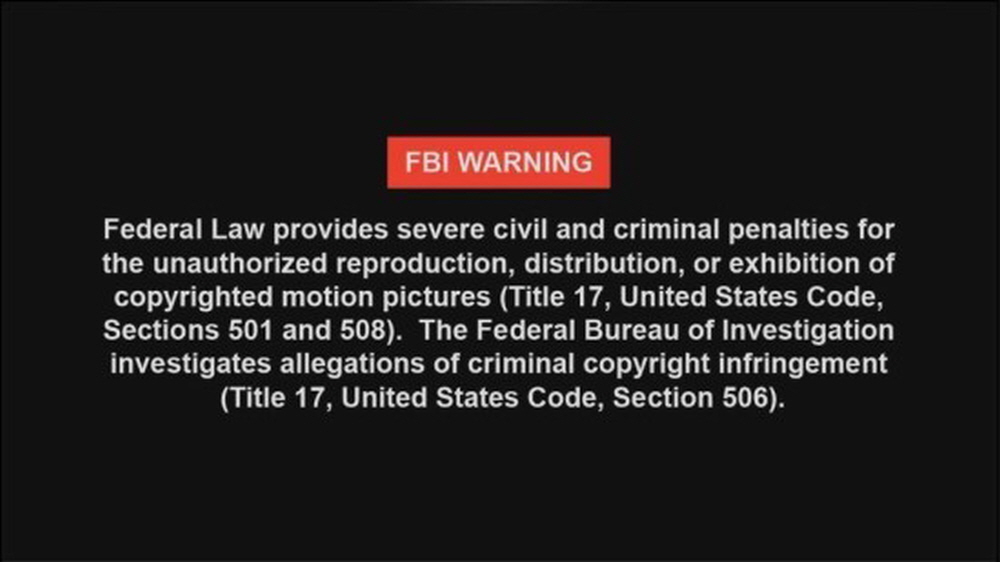 FBI WARNING
Federal Law provides severe civil and criminal penalties for
the unauthorized reproduction, distribution, or exhibition of
copyrighted motion pictures (Title 17, United States Code,
Sections 501 and 508).  The Federal Bureau of Investigation
investigates allegations of criminal copyright infringement
(Title 17, United States Code, Section 506).